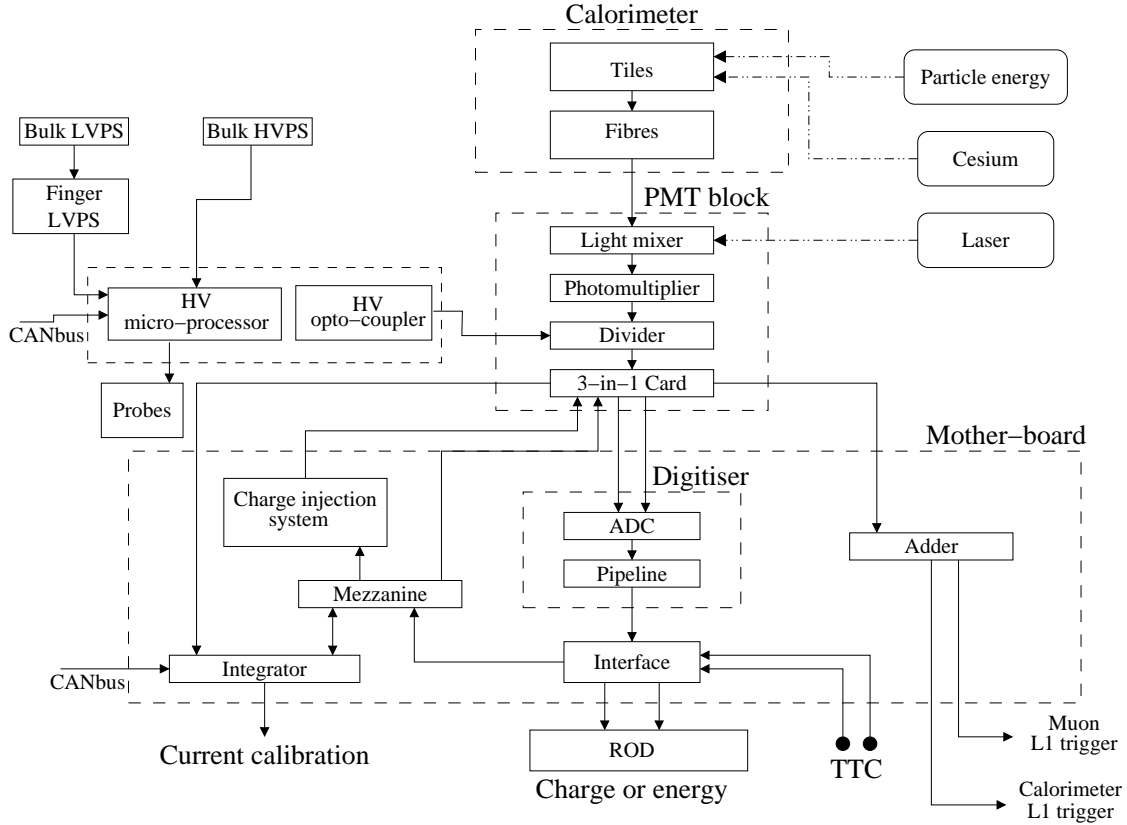 Calorimeter
Tiles
Particle energy
Bulk LVPS
Bulk HVPS
Fibres
Cesium
Finger
LVPS
PMT block
Light mixer
Laser
HV
micro-processor
HV
opto-coupler
Photomultiplier
CANbus
Divider
3-in-1 Card
Probes
Mother-board
Digitiser
Charge injection
system
ADC
Adder
Pipeline
Mezzanine
Integrator
Interface
CANbus
Current calibration
ROD
TTC
Muon
L1 trigger
Charge or energy
Calorimeter
L1 trigger